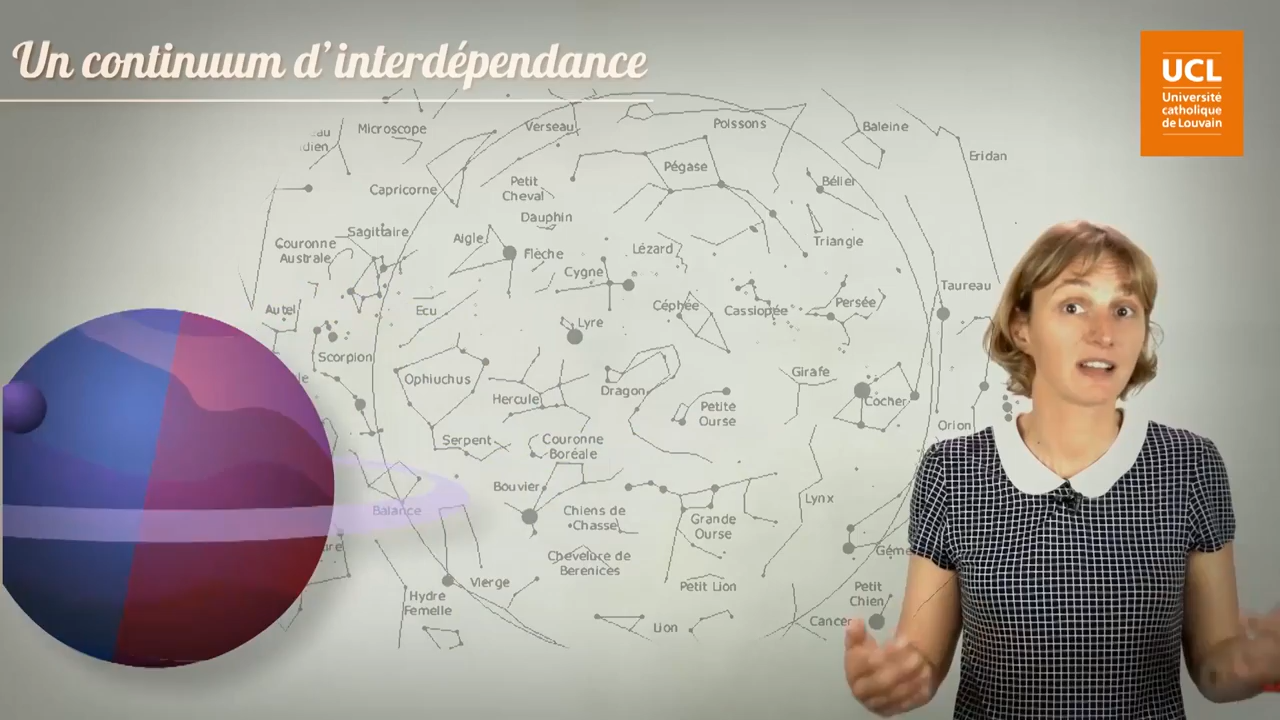 Un continuum d'interdépendance
UCL
Université
catholique
de Louvain
Microscope
Verseau
Poissons
Baleine
Eridan
Capricorne
Petit
Cheval
Pégase
Bélier
Dauphin
Sagittaire
Couronne
Australe
Aigle
Flèche
Lézard
Triangle
Cygne
Taureau
Autel
Ecu
Céphée
Cassiopée
Persée
Lyre
Scorpion
Ophiuchus
Hercule
Dragon
Girafe
Cocher
Petite
Ourse
Orion
Serpent
Couronne
Boréale
Bouvier
Balance
Chiens de
Chasse
Grande
Ourse
Lynx
Géme
Chevelure de
Berenices
Vierge
Petit Lion
Petit
Chien
Hydre
Femelle
Lion
Cancer